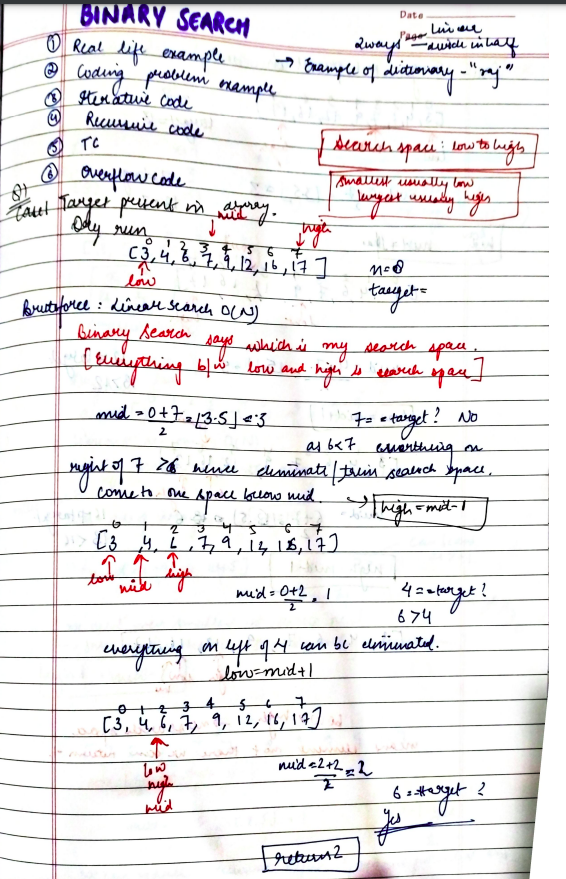 BINARY SEARCH
Date
Page
2ways linear
divide in half
① Real life example
→ Example of dictionary - "raj"
② Coding problem example
③ Iterative code
④ Recursive code
⑤ TC
⑥ Overflow code
Search space: low to high
Smallest usually low
largest usually high
Q1
Case1 Target present in array.
Dry run
mid
high
0 1 2 3 4 5 6 7
[3, 4, 6, 7, 9, 12, 16, 17]
low
n=8
target=
Bruteforce: Linear search O(N)
Binary Search says which is my search space.
[Everything b/w low and high is search space]
mid = 0+7/2 = ⌊3.5⌋ = 3
7 == target? No
as 6<7 everything on
right of 7 >6 hence eliminate/trim search space.
come to one space below mid. → high = mid-1
0 1 2 3 4 5 6 7
[3, 4, 6, 7, 9, 12, 16, 17]
low mid high
mid = 0+2/2 = 1
4 == target?
6>4
everything on left of 4 can be eliminated.
low = mid+1
0 1 2 3 4 5 6 7
[3, 4, 6, 7, 9, 12, 16, 17]
low
high
mid
mid = 2+2/2 = 2
6 == target?
Yes
return 2